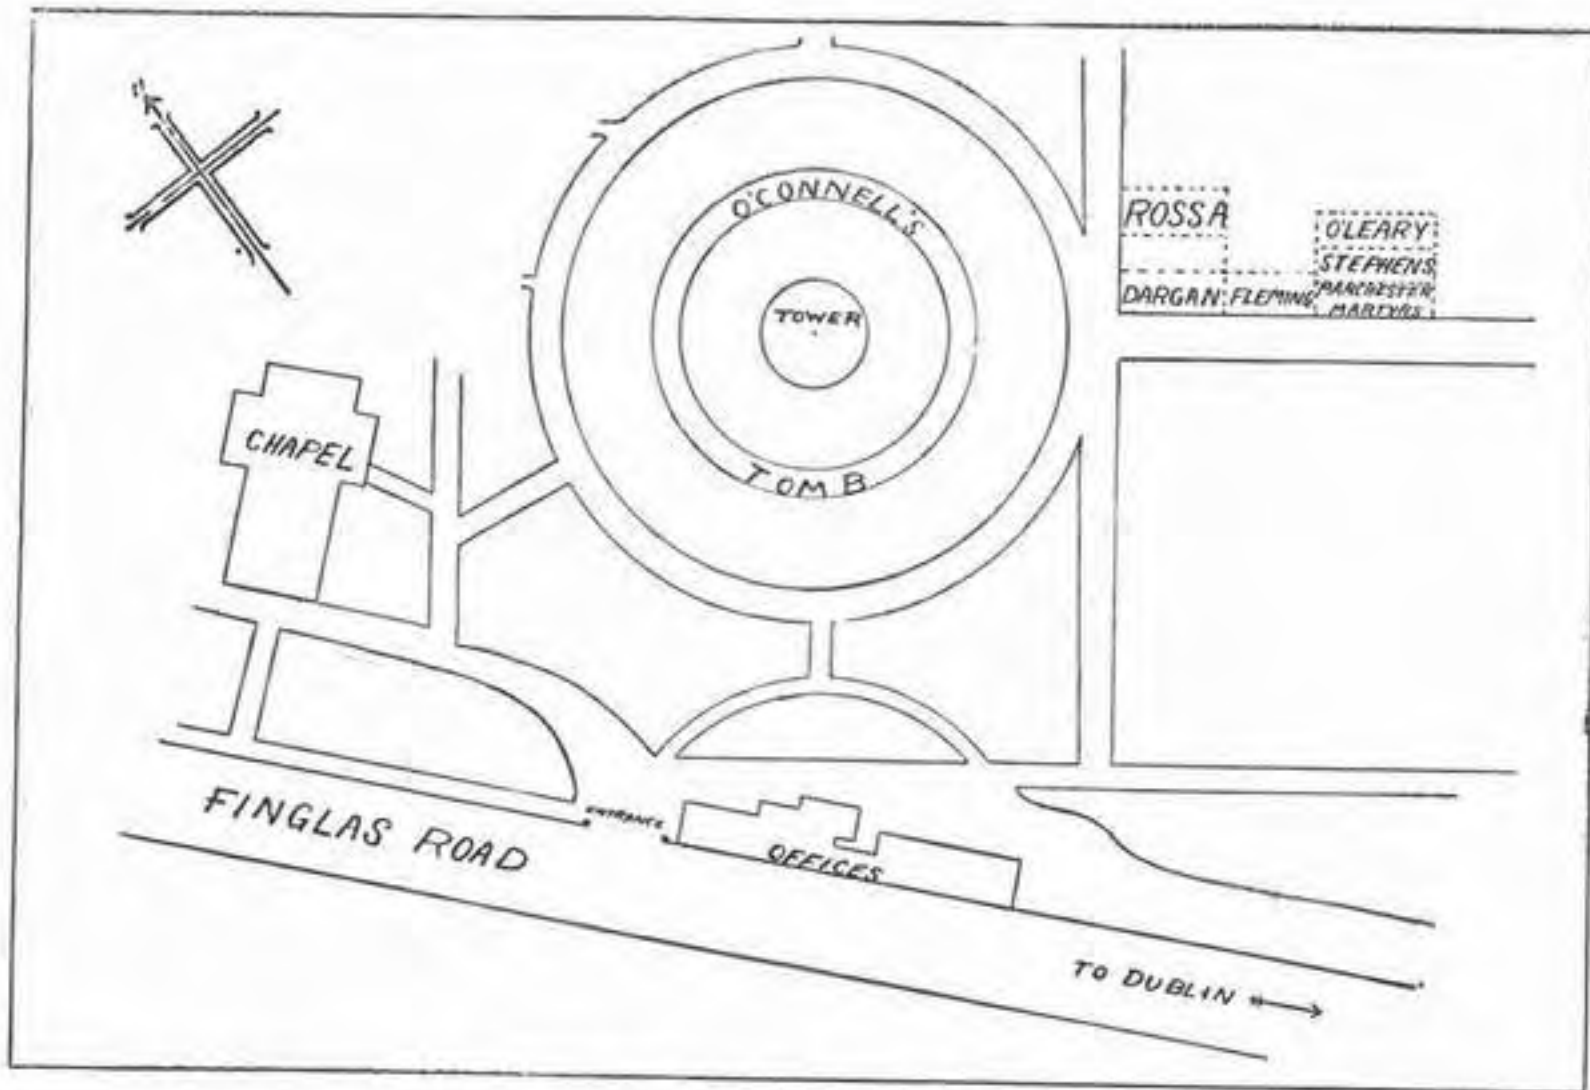 N
O'CONNELL'S
TOMB
TOWER
ROSSA
O'LEARY
STEPHENS
DARGAN
FLEMING
MANCHESTER
MARTYRS
CHAPEL
ENTRANCE
OFFICES
FINGLAS ROAD
TO DUBLIN